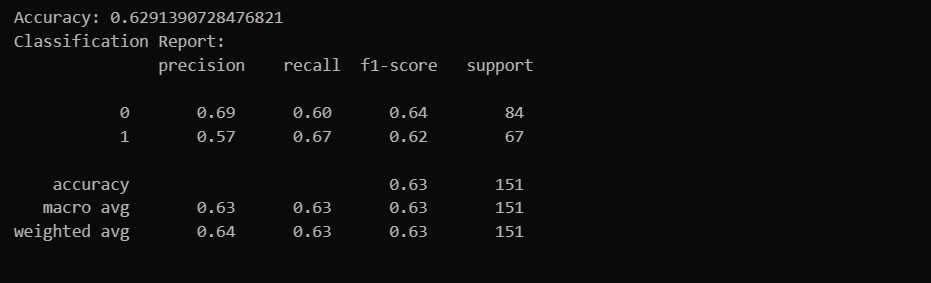 Accuracy: 0.6291390728476821
Classification Report:
              precision    recall  f1-score   support

           0       0.69      0.60      0.64        84
           1       0.57      0.67      0.62        67

    accuracy                           0.63       151
   macro avg       0.63      0.63      0.63       151
weighted avg       0.64      0.63      0.63       151